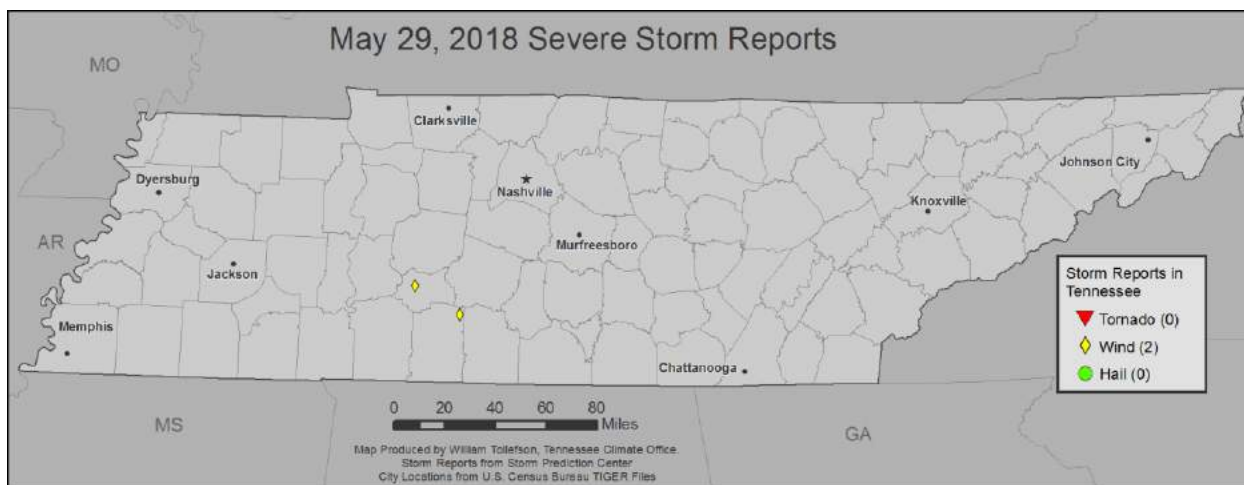 May 29, 2018 Severe Storm Reports
MO
Clarksville
Johnson City
Dyersburg
Nashville
Knoxville
AR
Murfreesboro
Jackson
Storm Reports in
Tennessee
Tornado (0)
Wind (2)
Hail (0)
Memphis
Chattanooga
0 20 40 60 80
Miles
MS
GA
Map Produced by William Tollefson, Tennessee Climate Office
Storm Reports from Storm Prediction Center
City Locations from U.S. Census Bureau TIGER Files